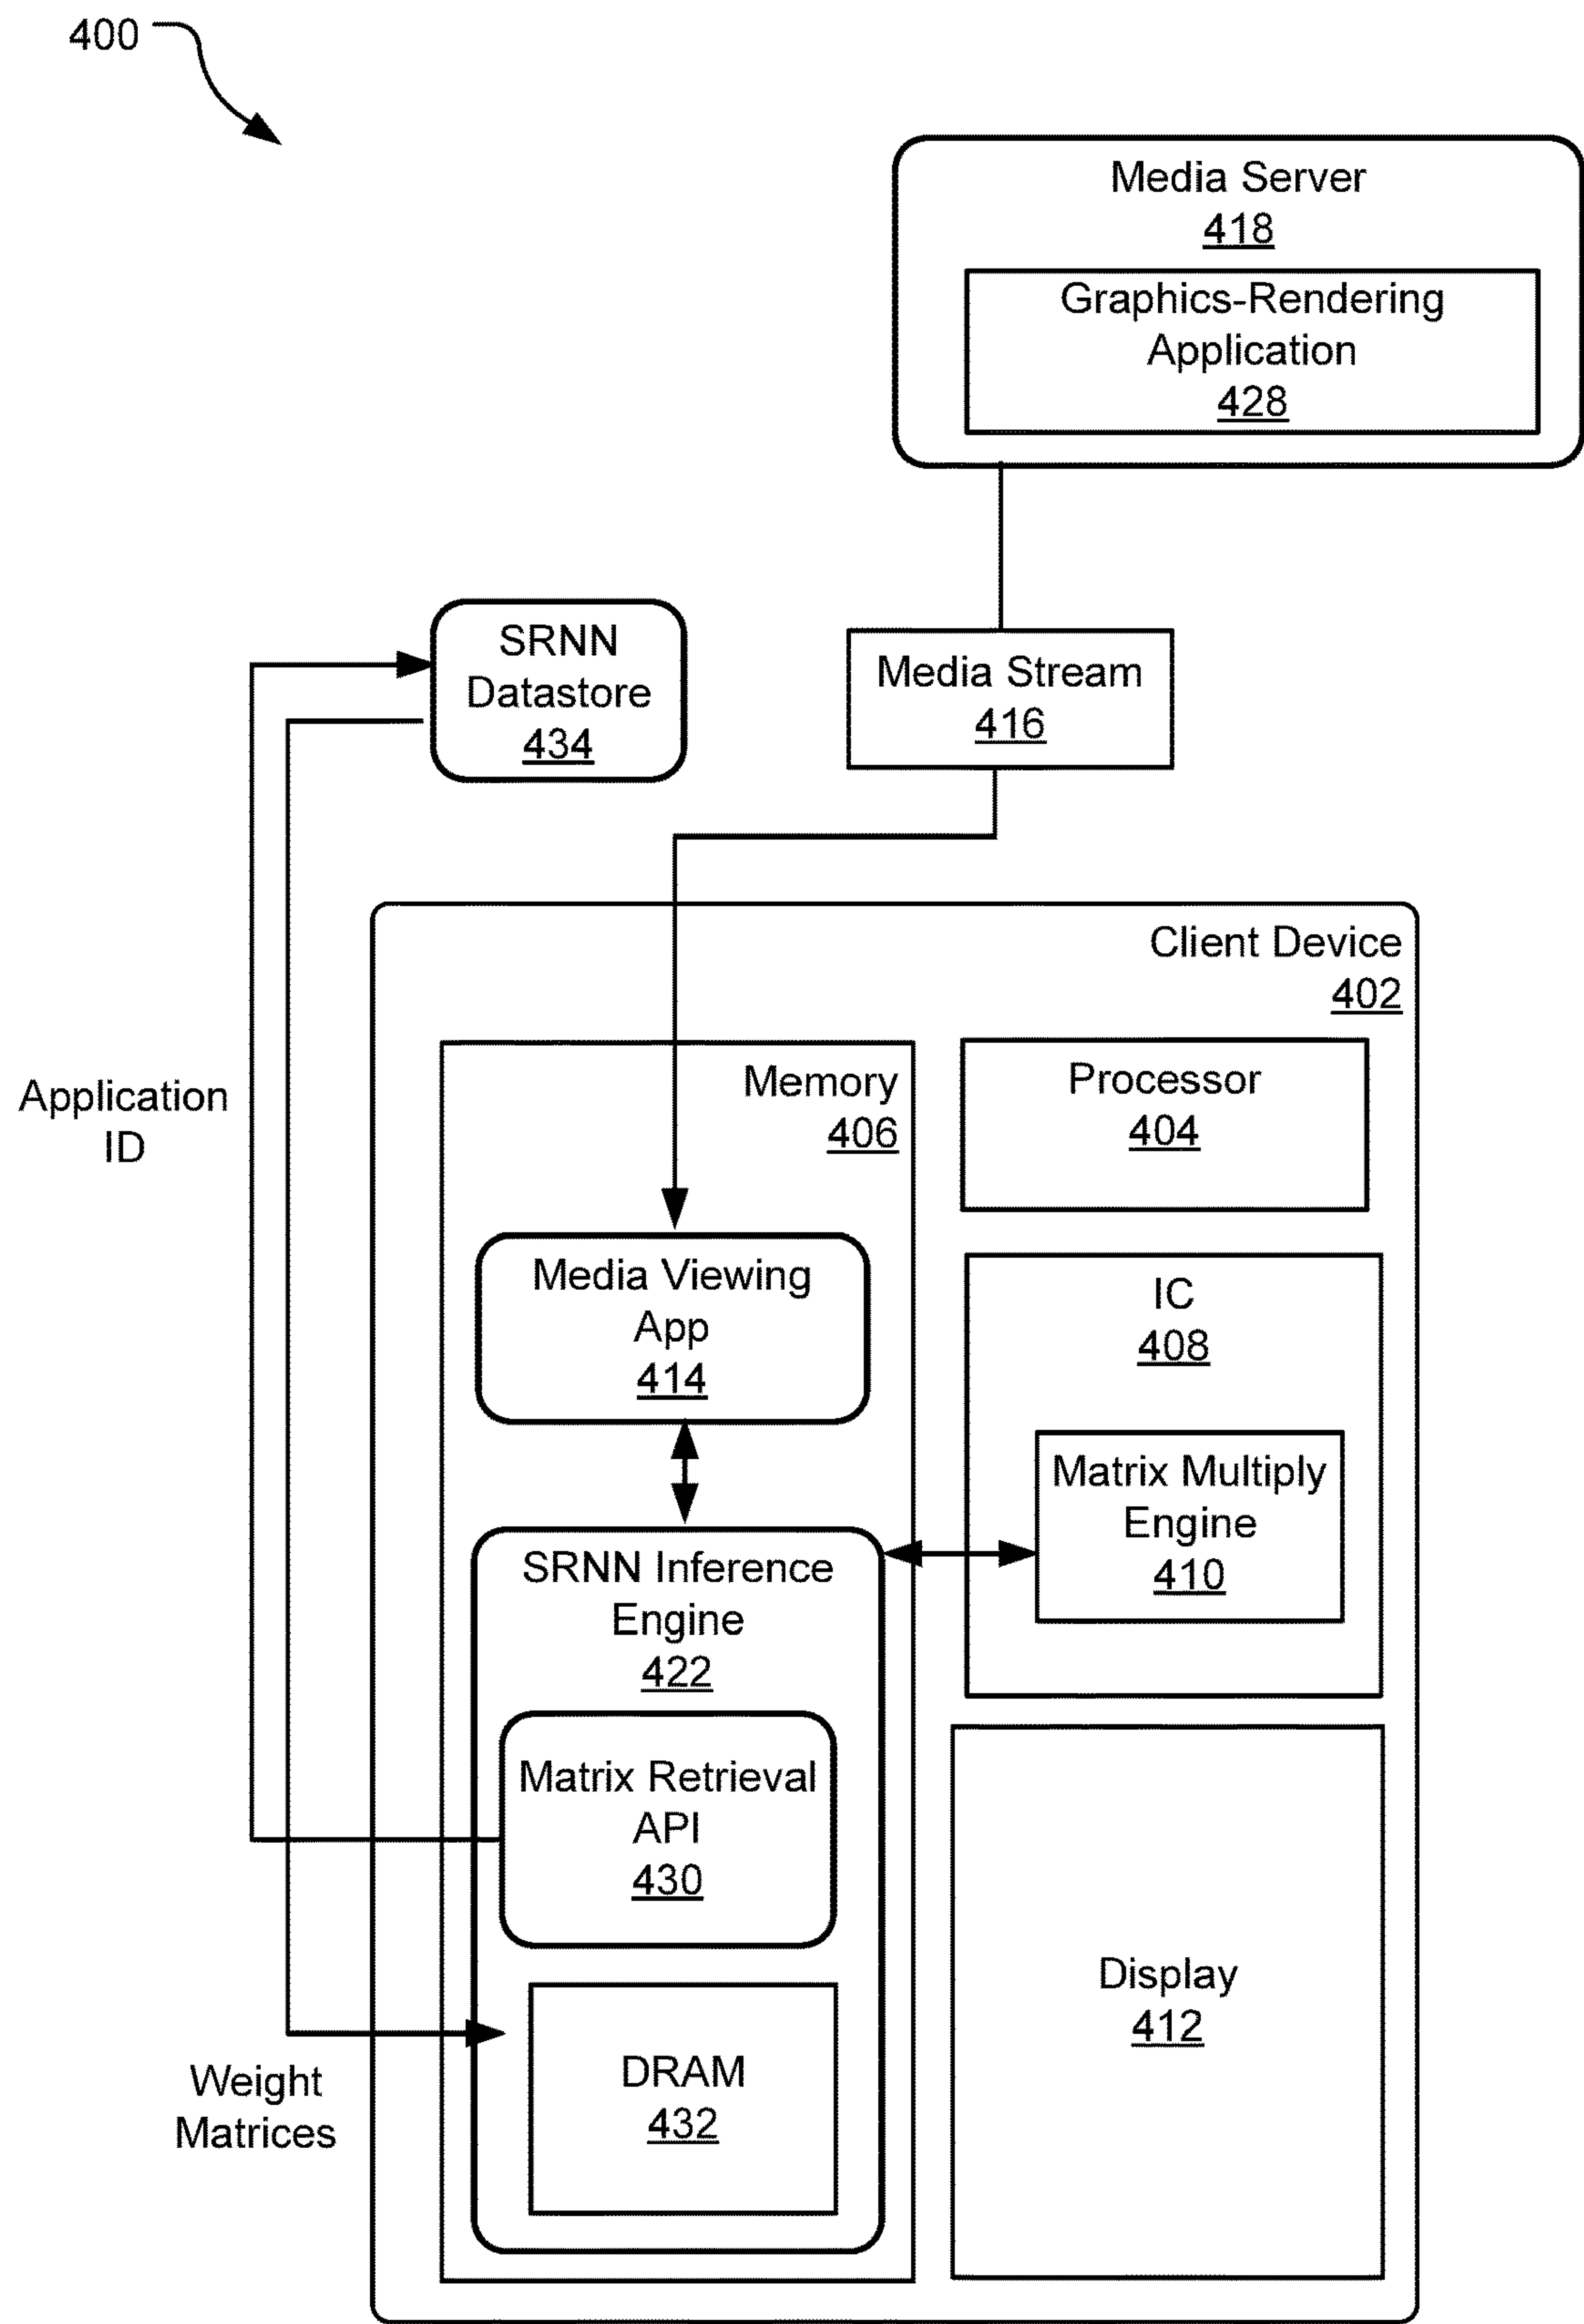 400
Media Server
418
Graphics-Rendering
Application
428
SRNN
Datastore
434
Media Stream
416
Client Device
402
Application
ID
Memory
406
Processor
404
Media Viewing
App
414
IC
408
Matrix Multiply
Engine
410
SRNN Inference
Engine
422
Matrix Retrieval
API
430
Display
412
DRAM
432
Weight
Matrices